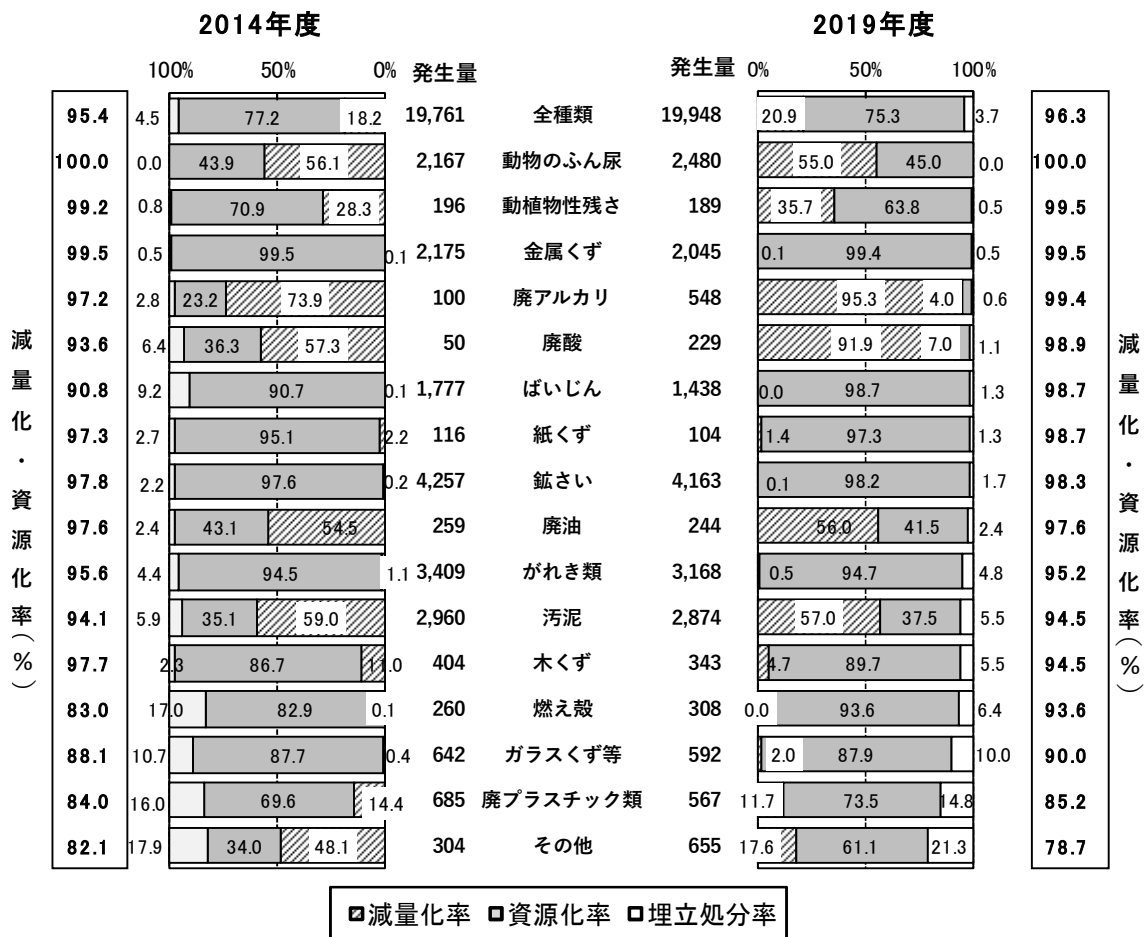 2014年度 2019年度
100% 50% 0% 発生量 発生量 0% 50% 100%
95.4 4.5 77.2 18.2 19,761 全種類 19,948 20.9 75.3 3.7 96.3
100.0 0.0 43.9 56.1 2,167 動物のふん尿 2,480 55.0 45.0 0.0 100.0
99.2 0.8 70.9 28.3 196 動植物性残さ 189 35.7 63.8 0.5 99.5
99.5 0.5 99.5 0.1 2,175 金属くず 2,045 0.1 99.4 0.5 99.5
97.2 2.8 23.2 73.9 100 廃アルカリ 548 95.3 4.0 0.6 99.4
93.6 6.4 36.3 57.3 50 廃酸 229 91.9 7.0 1.1 98.9
90.8 9.2 90.7 0.1 1,777 ばいじん 1,438 0.0 98.7 1.3 98.7
97.3 2.7 95.1 2.2 116 紙くず 104 1.4 97.3 1.3 98.7
97.8 2.2 97.6 0.2 4,257 鉱さい 4,163 0.1 98.2 1.7 98.3
97.6 2.4 43.1 54.5 259 廃油 244 56.0 41.5 2.4 97.6
95.6 4.4 94.5 1.1 3,409 がれき類 3,168 0.5 94.7 4.8 95.2
94.1 5.9 35.1 59.0 2,960 汚泥 2,874 57.0 37.5 5.5 94.5
97.7 2.3 86.7 11.0 404 木くず 343 4.7 89.7 5.5 94.5
83.0 17.0 82.9 0.1 260 燃え殻 308 0.0 93.6 6.4 93.6
88.1 10.7 87.7 0.4 642 ガラスくず等 592 2.0 87.9 10.0 90.0
84.0 16.0 69.6 14.4 685 廃プラスチック類 567 11.7 73.5 14.8 85.2
82.1 17.9 34.0 48.1 304 その他 655 17.6 61.1 21.3 78.7
減量化・資源化率(%)
減量化・資源化率(%)
減量化率 資源化率 埋立処分率